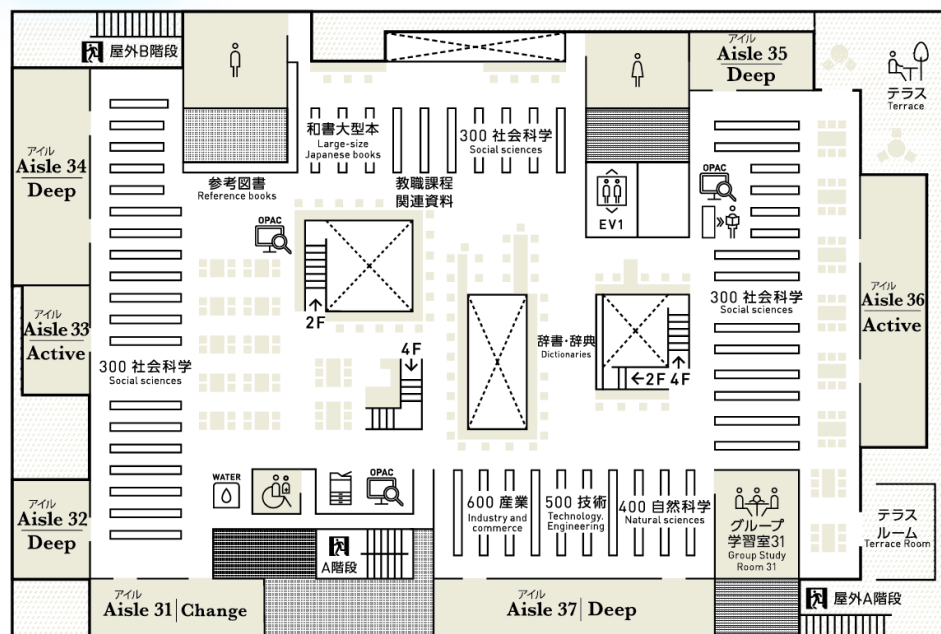 屋外B階段
アイル
Aisle 35
Deep
テラス
Terrace
和書大型本
Large-size
Japanese books
300 社会科学
Social sciences
アイル
Aisle 34
Deep
参考図書
Reference books
教職課程
関連資料
OPAC
EV1
OPAC
2F
アイル
Aisle 33
Active
300 社会科学
Social sciences
アイル
Aisle 36
Active
辞書・辞典
Dictionaries
4F
←2F 4F
300 社会科学
Social sciences
WATER
OPAC
600 産業
Industry and
commerce
500 技術
Technology,
Engineering
400 自然科学
Natural sciences
グループ
学習室31
Group Study
Room 31
テラス
ルーム
Terrace Room
アイル
Aisle 32
Deep
A階段
アイル
Aisle 31 | Change
アイル
Aisle 37 | Deep
屋外A階段